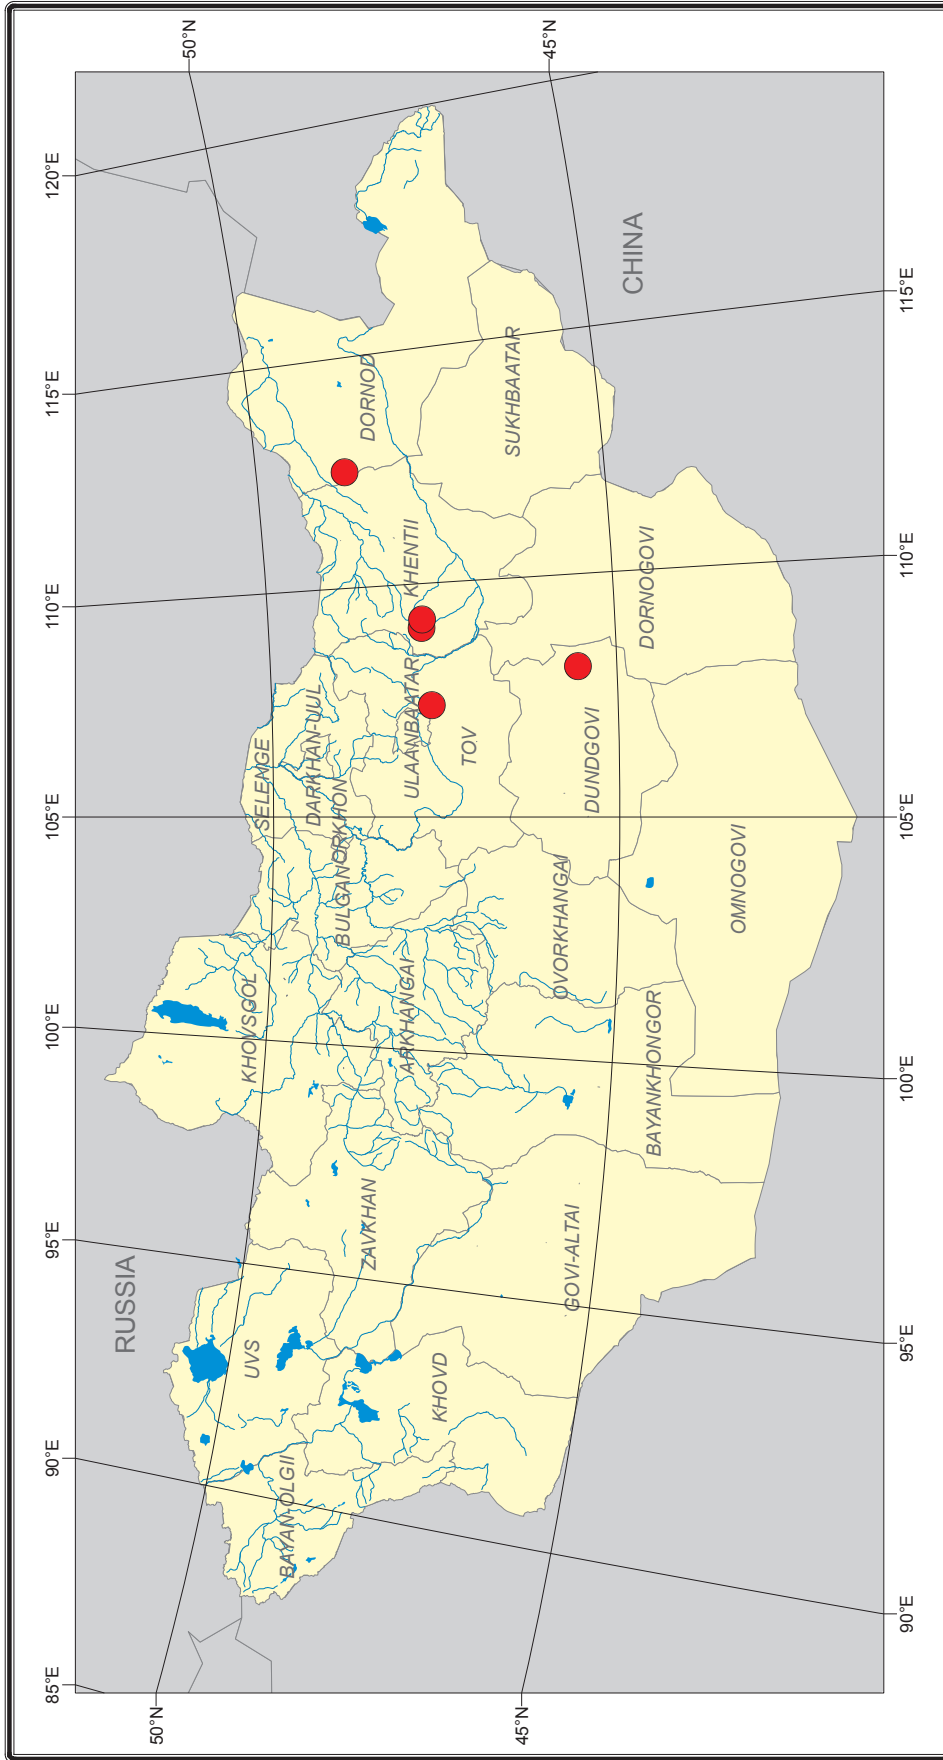 85°E
90°E
95°E
100°E
105°E
110°E
115°E
120°E
50°N
50°N
45°N
45°N
90°E
95°E
100°E
105°E
110°E
115°E
RUSSIA
CHINA
BAYAN-OLGII
UVS
KHOVD
ZAVKHAN
GOVI-ALTAI
KHOVSGOL
ARKHANGAI
BAYANKHONGOR
OVORKHANGAI
BULGAN
ORKHON
SELENGE
DARKHAN-UUL
ULAANBAATAR
TOV
DUNDGOVI
OMNOGOVI
DORNOGOVI
KHENTII
DORNOD
SUKHBAATAR